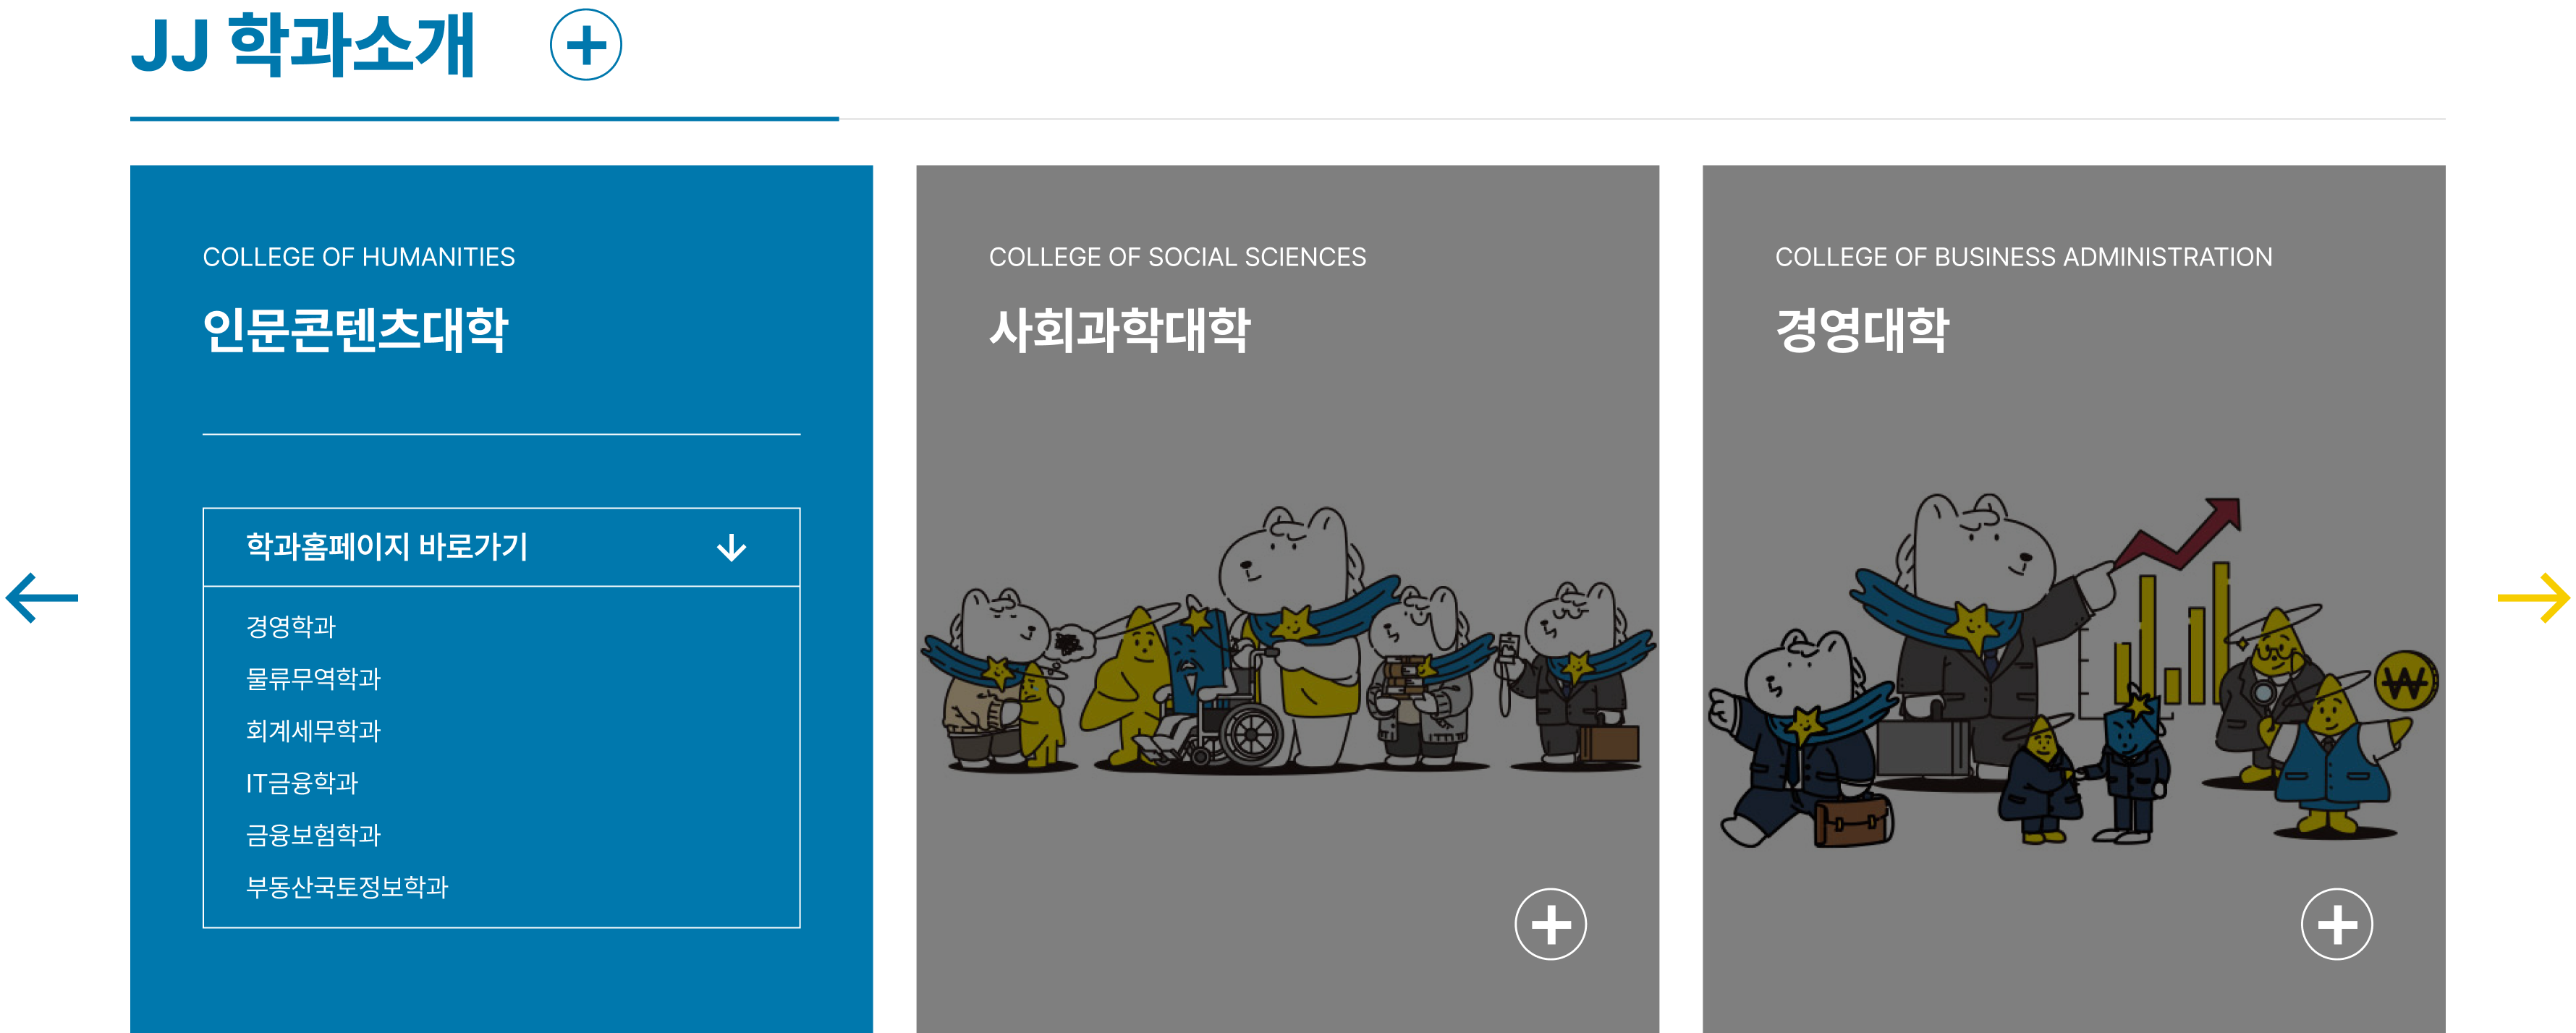 JJ 학과소개
COLLEGE OF HUMANITIES
인문콘텐츠대학
학과홈페이지 바로가기
경영학과
물류무역학과
회계세무학과
IT금융학과
금융보험학과
부동산국토정보학과
COLLEGE OF SOCIAL SCIENCES
사회과학대학
COLLEGE OF BUSINESS ADMINISTRATION
경영대학
₩